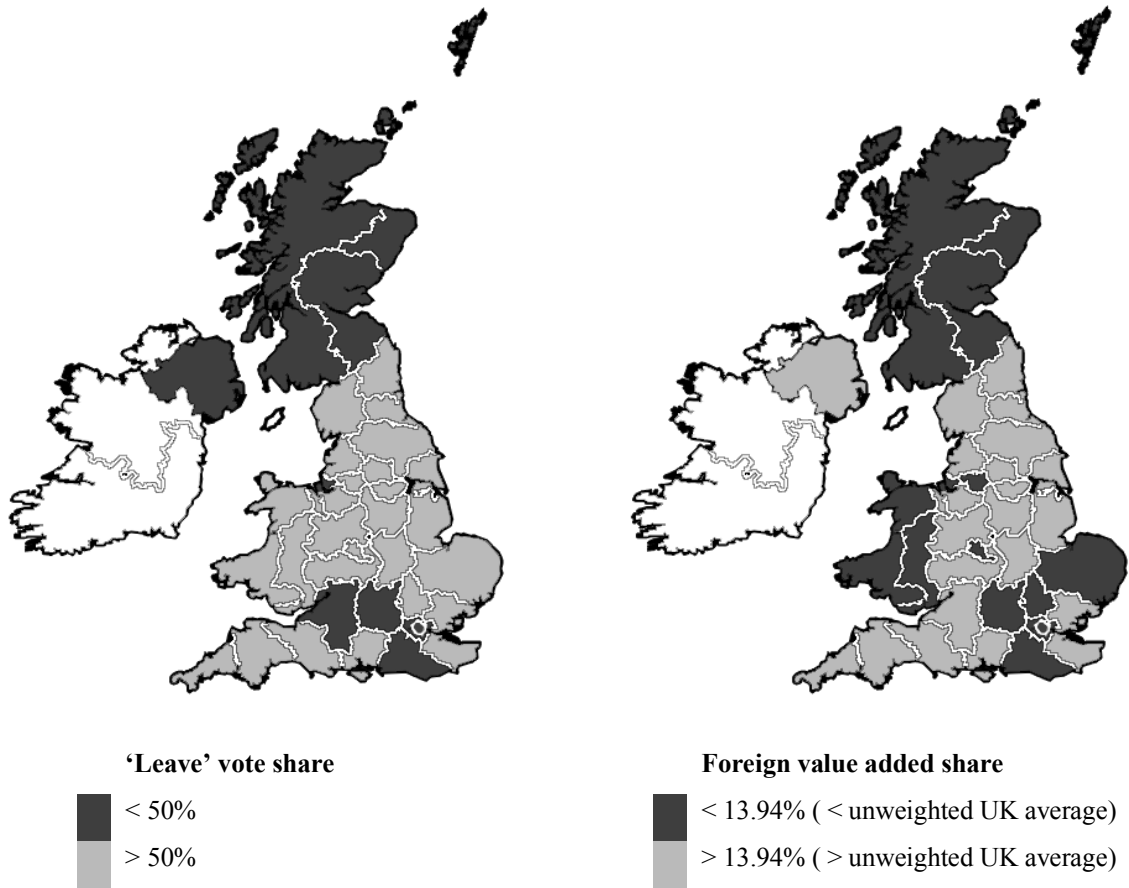 ‘Leave’ vote share
< 50%
> 50%
Foreign value added share
< 13.94% ( < unweighted UK average)
> 13.94% ( > unweighted UK average)